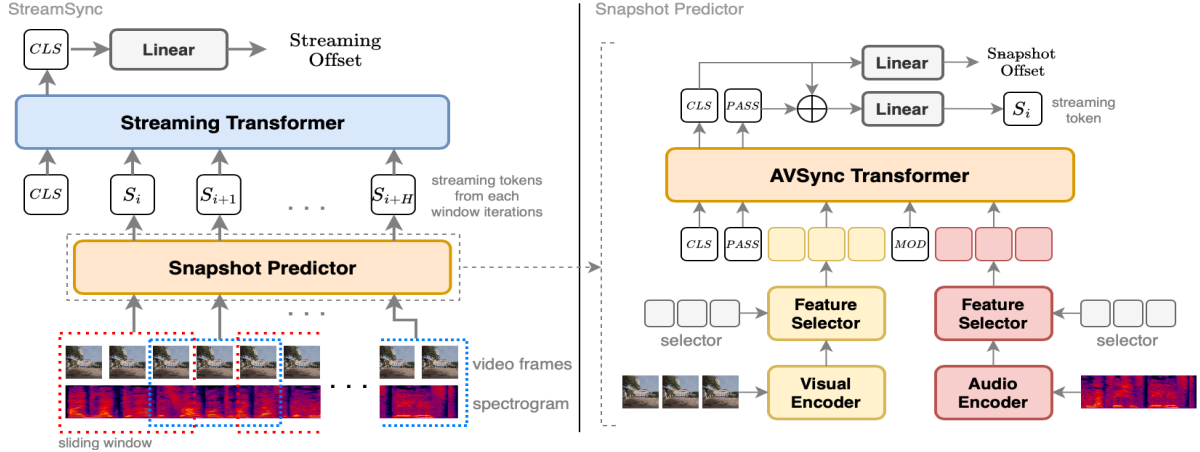 StreamSync
CLS
Linear
Streaming
Offset
Streaming Transformer
CLS
S_i
S_{i+1}
. . .
S_{i+H}
streaming tokens
from each
window iterations
Snapshot Predictor
. . .
video frames
. . .
spectrogram
sliding window
Snapshot Predictor
Linear
Snapshot
Offset
CLS
PASS
Linear
S_i
streaming
token
AVSync Transformer
CLS
PASS
MOD
Feature
Selector
Feature
Selector
selector
selector
Visual
Encoder
Audio
Encoder